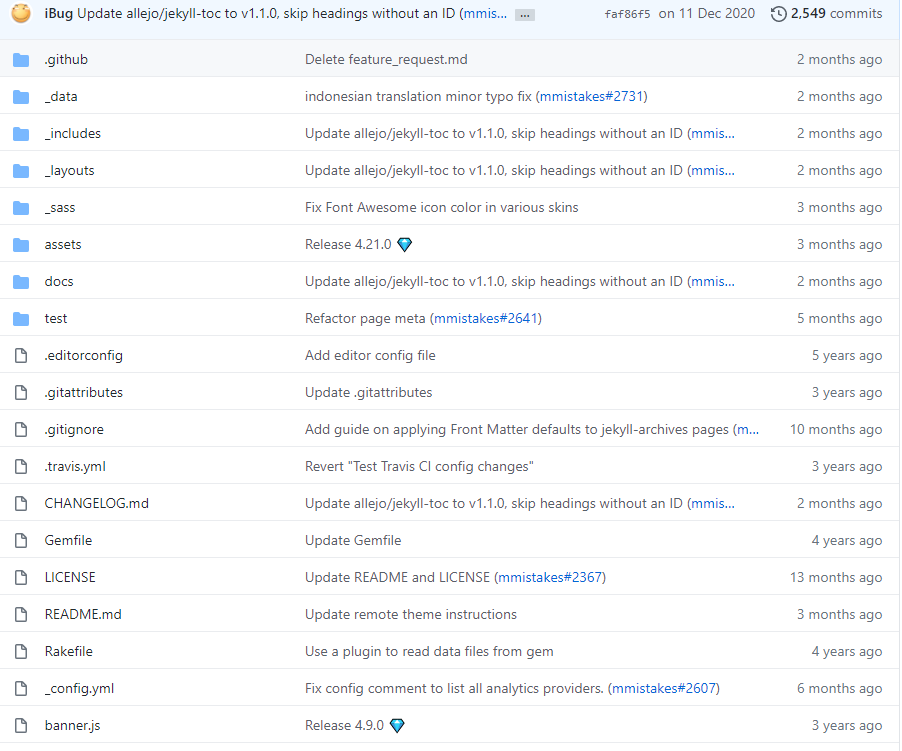 iBug Update allejo/jekyll-toc to v1.1.0, skip headings without an ID (mmis... ... faf86f5 on 11 Dec 2020 2,549 commits
.github Delete feature_request.md 2 months ago
_data indonesian translation minor typo fix (mmistakes#2731) 2 months ago
_includes Update allejo/jekyll-toc to v1.1.0, skip headings without an ID (mmis... 2 months ago
_layouts Update allejo/jekyll-toc to v1.1.0, skip headings without an ID (mmis... 2 months ago
_sass Fix Font Awesome icon color in various skins 3 months ago
assets Release 4.21.0 💎 3 months ago
docs Update allejo/jekyll-toc to v1.1.0, skip headings without an ID (mmis... 2 months ago
test Refactor page meta (mmistakes#2641) 5 months ago
.editorconfig Add editor config file 5 years ago
.gitattributes Update .gitattributes 3 years ago
.gitignore Add guide on applying Front Matter defaults to jekyll-archives pages (m... 10 months ago
.travis.yml Revert "Test Travis CI config changes" 3 years ago
CHANGELOG.md Update allejo/jekyll-toc to v1.1.0, skip headings without an ID (mmis... 2 months ago
Gemfile Update Gemfile 4 years ago
LICENSE Update README and LICENSE (mmistakes#2367) 13 months ago
README.md Update remote theme instructions 3 months ago
Rakefile Use a plugin to read data files from gem 4 years ago
_config.yml Fix config comment to list all analytics providers. (mmistakes#2607) 6 months ago
banner.js Release 4.9.0 💎 3 years ago